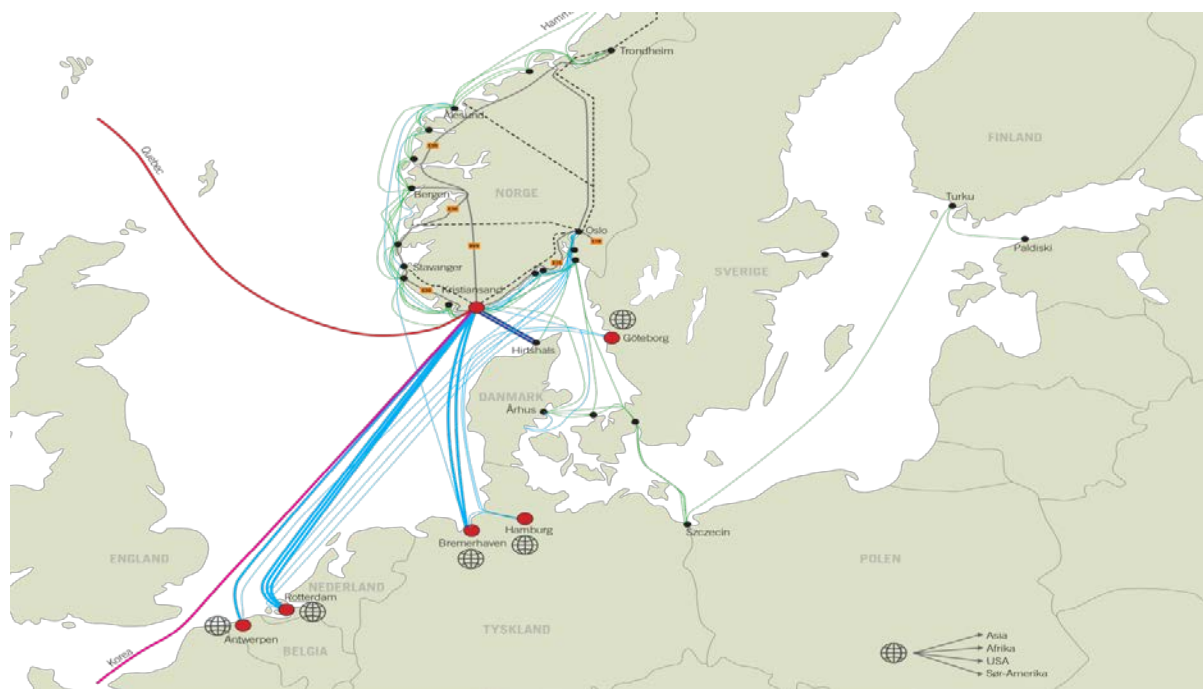 Hamm
Trondheim
Ålesund
FINLAND
Quebec
NORGE
Bergen
Turku
Oslo
Paldiski
Stavanger
SVERIGE
Kristiansand
Göteborg
Hirtshals
DANMARK
Århus
Hamburg
Szczecin
Bremerhaven
ENGLAND
POLEN
NEDERLAND
Rotterdam
Antwerpen
TYSKLAND
BELGIA
Korea
Asia
Afrika
USA
Sør-Amerika